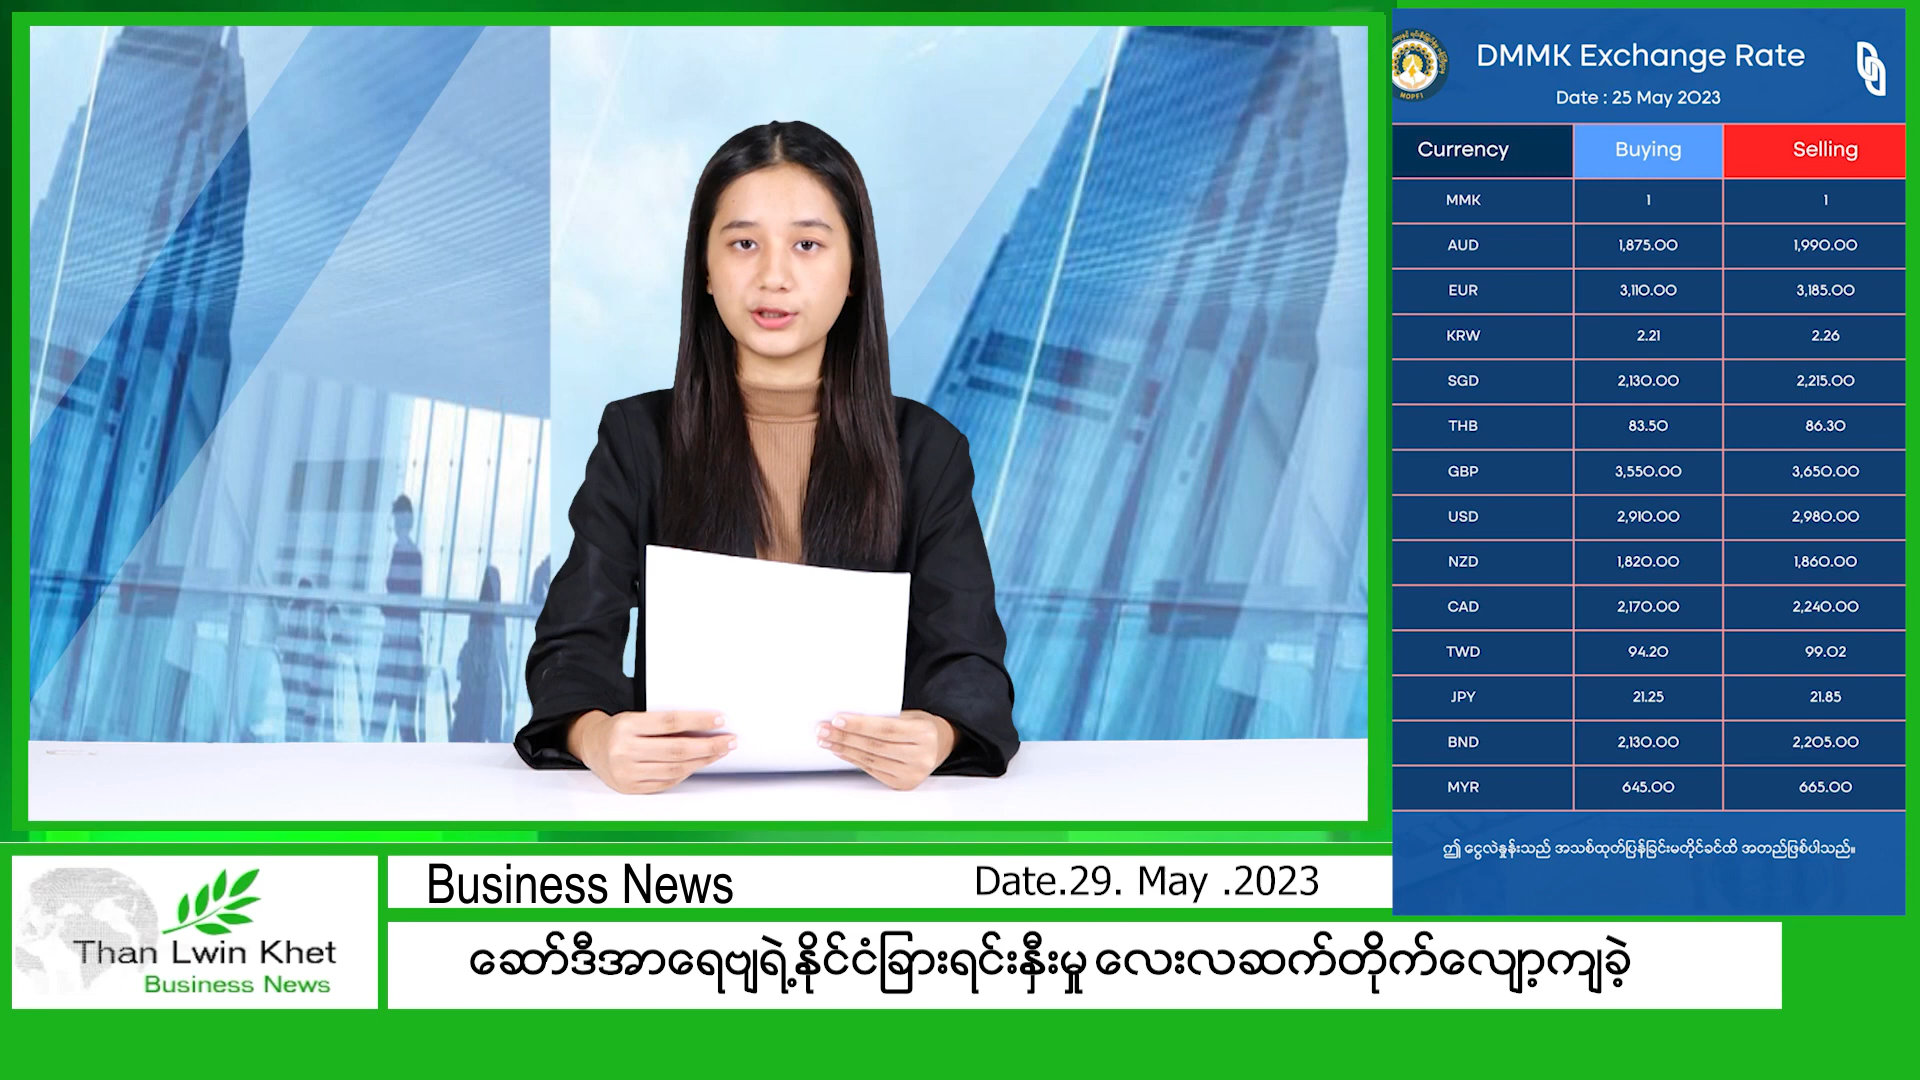 DMMK Exchange Rate
Date : 25 May 2023
MOPFI
Currency Buying Selling
MMK 1 1
AUD 1,875.00 1,990.00
EUR 3,110.00 3,185.00
KRW 2.21 2.26
SGD 2,130.00 2,215.00
THB 83.50 86.30
GBP 3,550.00 3,650.00
USD 2,910.00 2,980.00
NZD 1,820.00 1,860.00
CAD 2,170.00 2,240.00
TWD 94.20 99.02
JPY 21.25 21.85
BND 2,130.00 2,205.00
MYR 645.00 665.00
ဤ ငွေလဲနှုန်းသည် အသစ်ထုတ်ပြန်ခြင်းမတိုင်ခင်ထိ အတည်ဖြစ်ပါသည်။
Business News Date.29. May .2023
Than Lwin Khet
Business News
ဆော်ဒီအာရေဗျရဲ့နိုင်ငံခြားရင်းနှီးမှု လေးလဆက်တိုက်လျော့ကျခဲ့